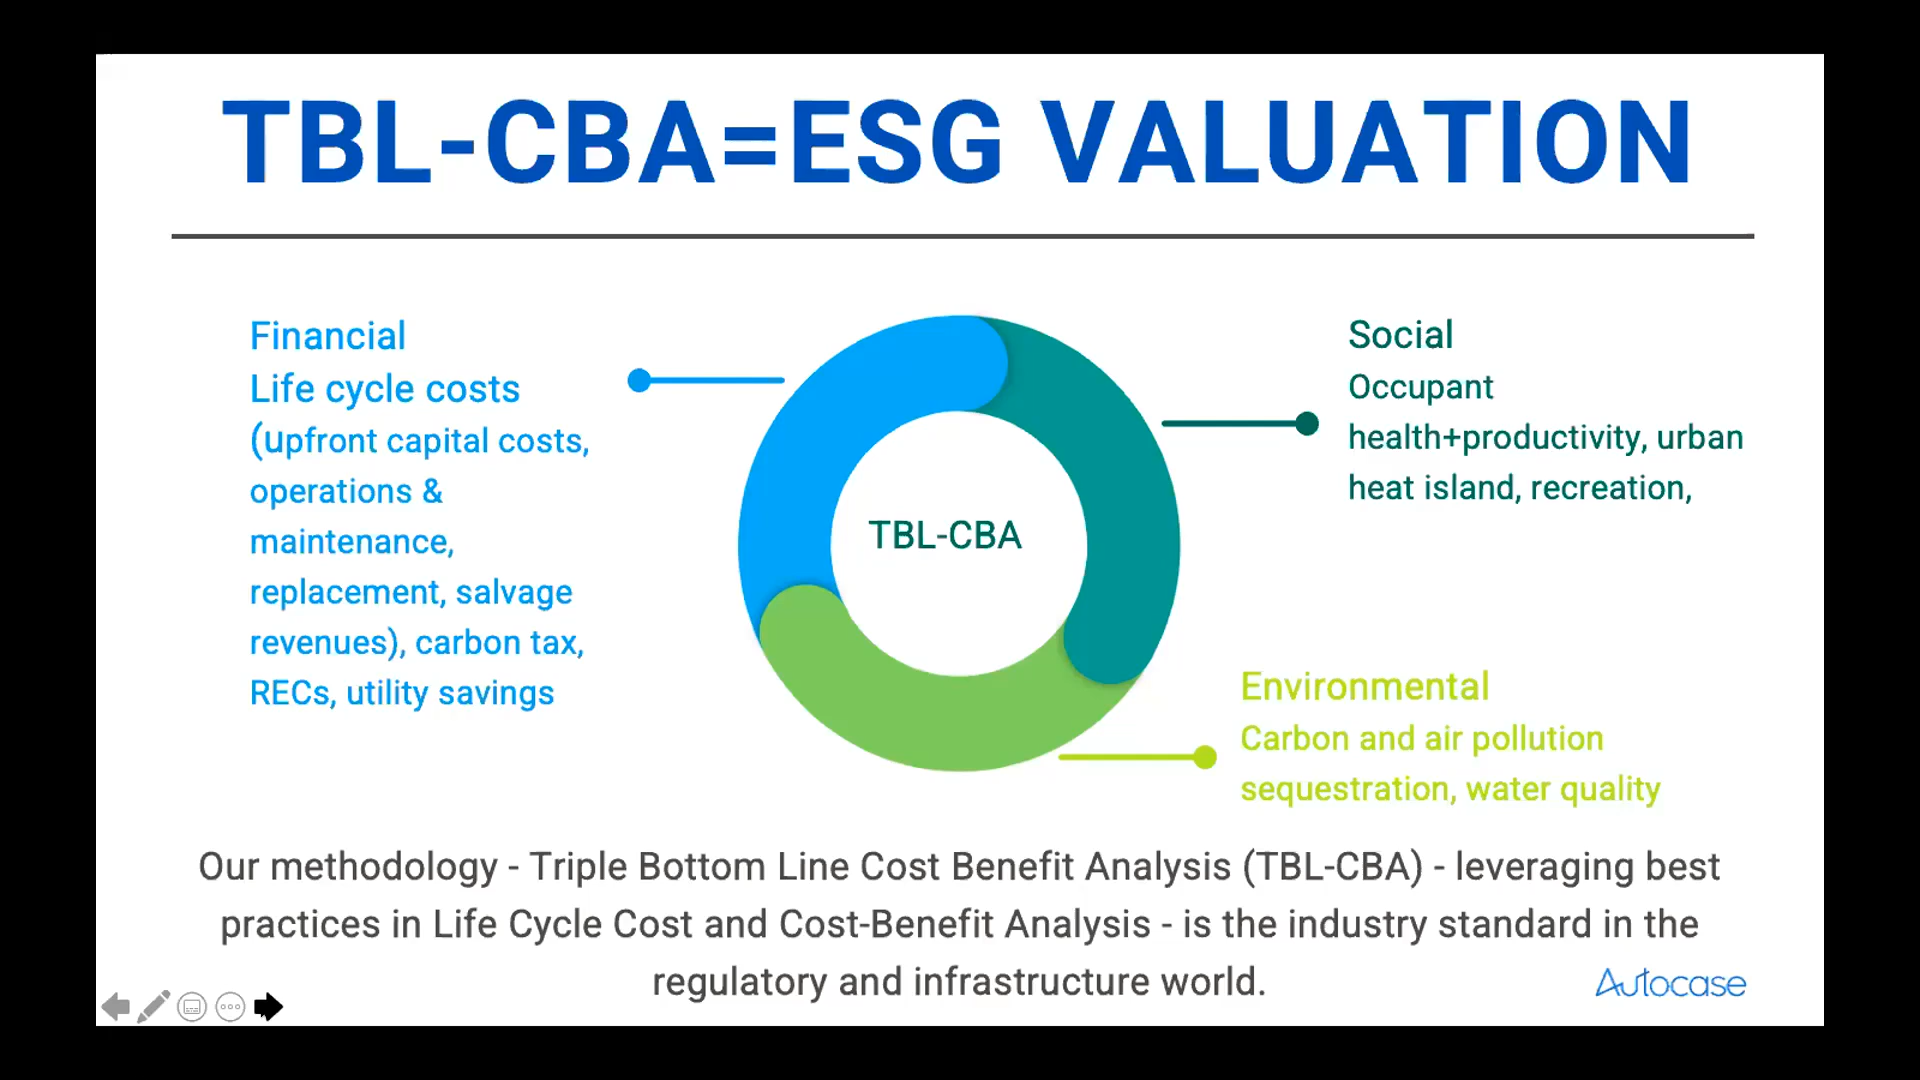 TBL-CBA=ESG VALUATION
Financial
Life cycle costs
(upfront capital costs,
operations &
maintenance,
replacement, salvage
revenues), carbon tax,
RECs, utility savings
TBL-CBA
Social
Occupant
health+productivity, urban
heat island, recreation,
Environmental
Carbon and air pollution
sequestration, water quality
Our methodology - Triple Bottom Line Cost Benefit Analysis (TBL-CBA) - leveraging best
practices in Life Cycle Cost and Cost-Benefit Analysis - is the industry standard in the
regulatory and infrastructure world.
Autocase